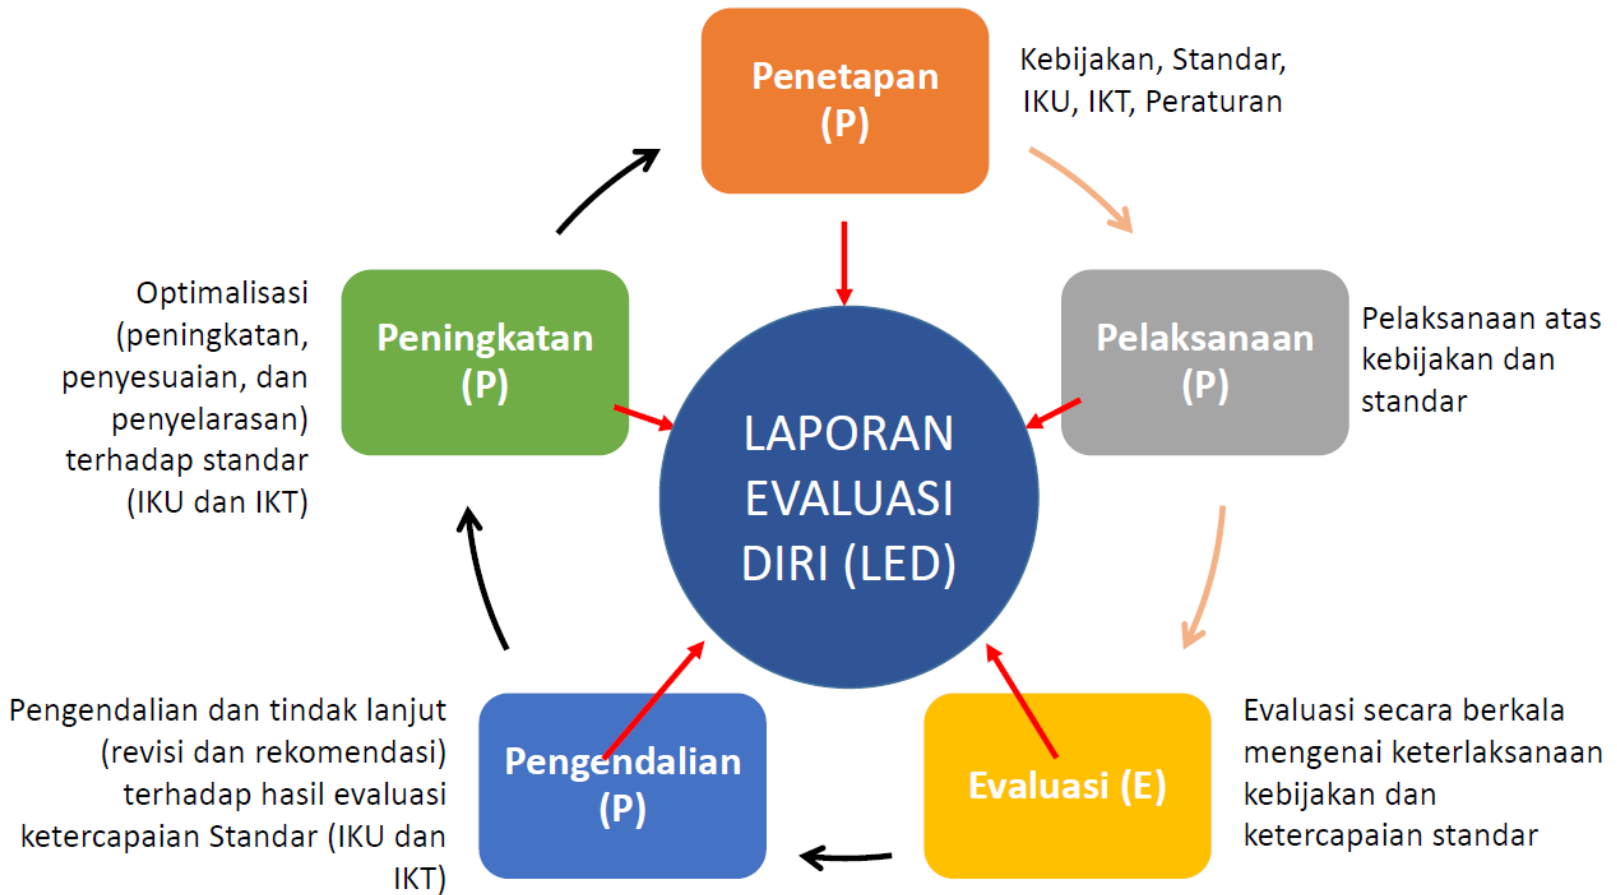 Penetapan
(P)
Kebijakan, Standar,
IKU, IKT, Peraturan
Optimalisasi
(peningkatan,
penyesuaian, dan
penyelarasan)
terhadap standar
(IKU dan IKT)
Peningkatan
(P)
Pelaksanaan
(P)
Pelaksanaan atas
kebijakan dan
standar
LAPORAN
EVALUASI
DIRI (LED)
Pengendalian dan tindak lanjut
(revisi dan rekomendasi)
terhadap hasil evaluasi
ketercapaian Standar (IKU dan
IKT)
Pengendalian
(P)
Evaluasi (E)
Evaluasi secara berkala
mengenai keterlaksanaan
kebijakan dan
ketercapaian standar